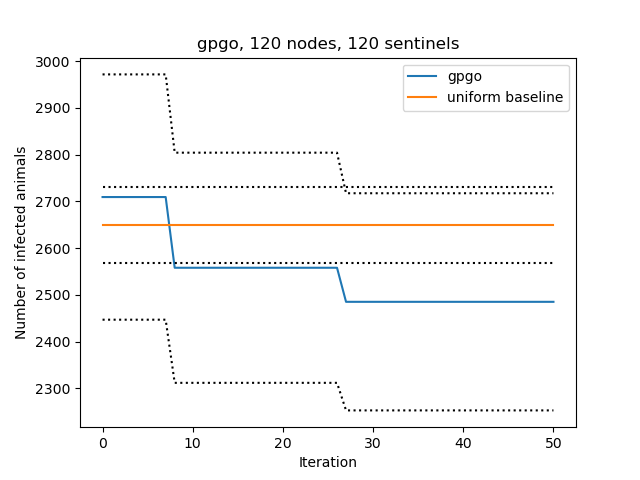 gpgo, 120 nodes, 120 sentinels
gpgo
uniform baseline
3000
2900
2800
2700
2600
2500
2400
2300
Number of infected animals
0 10 20 30 40 50
Iteration